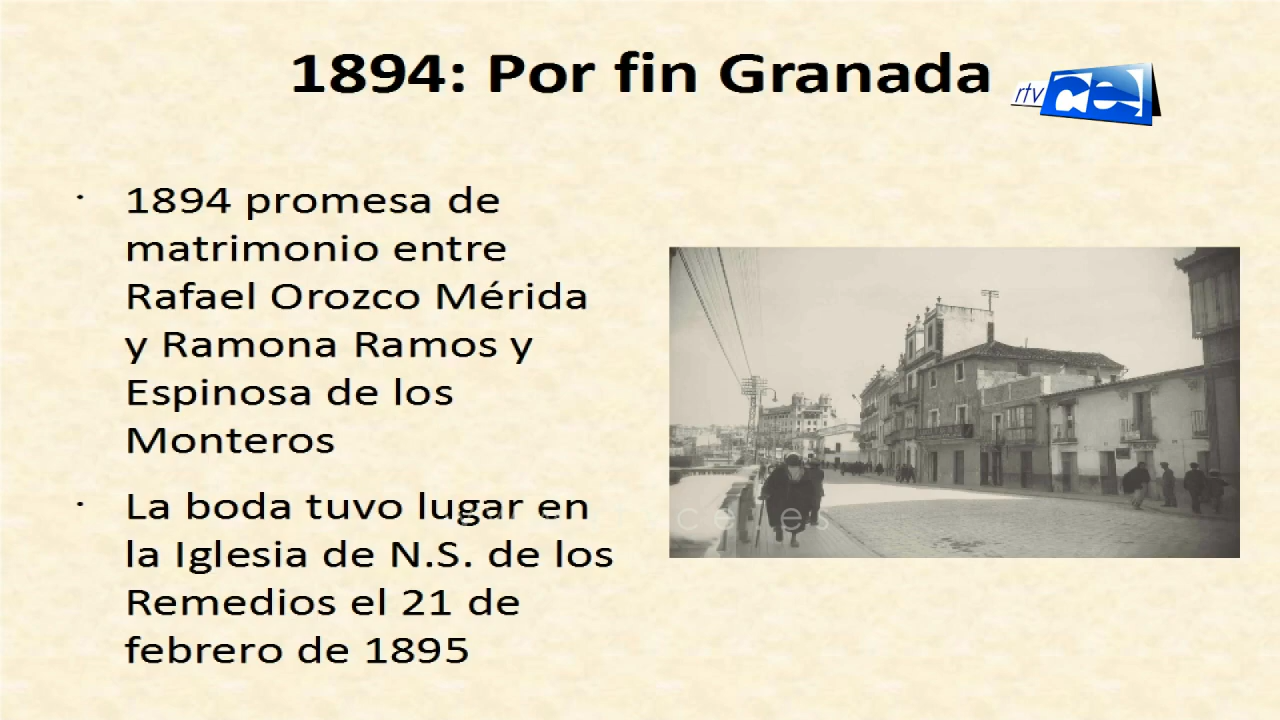 1894: Por fin Granada
rtv ce
· 1894 promesa de
matrimonio entre
Rafael Orozco Mérida
y Ramona Ramos y
Espinosa de los
Monteros
· La boda tuvo lugar en
la Iglesia de N.S. de los
Remedios el 21 de
febrero de 1895